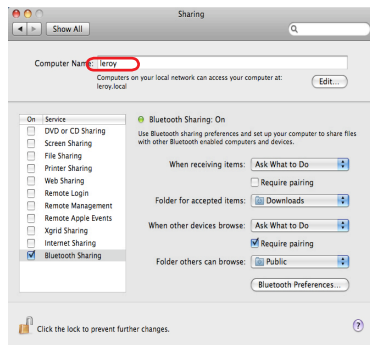 Sharing
Show All
Computer Name: leroy
Computers on your local network can access your computer at:
leroy.local
Edit...
On Service
DVD or CD Sharing
Screen Sharing
File Sharing
Printer Sharing
Web Sharing
Remote Login
Remote Management
Remote Apple Events
Xgrid Sharing
Internet Sharing
Bluetooth Sharing
Bluetooth Sharing: On
Use Bluetooth sharing preferences and set up your computer to share files
with other Bluetooth enabled computers and devices.
When receiving items: Ask What to Do
Require pairing
Folder for accepted items: Downloads
When other devices browse: Ask What to Do
Require pairing
Folder others can browse: Public
Bluetooth Preferences...
Click the lock to prevent further changes.
?